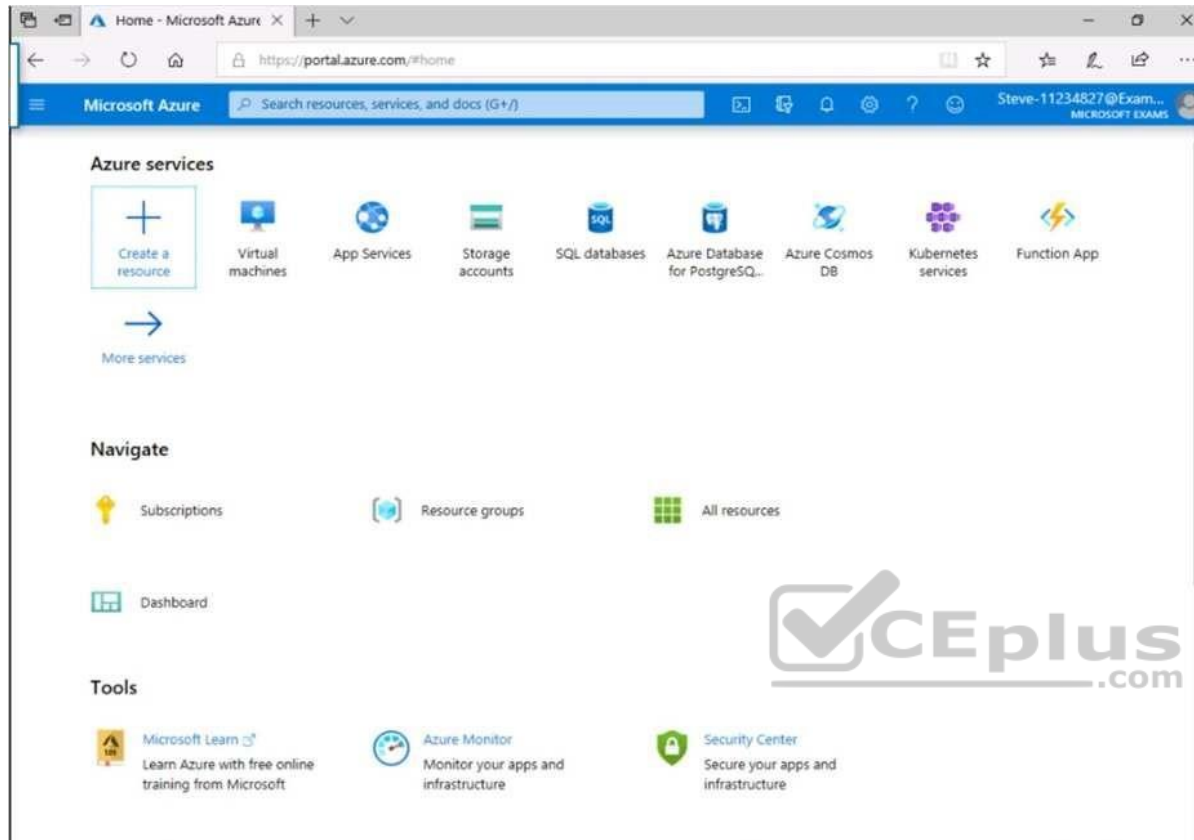 Home - Microsoft Azure
https://portal.azure.com/#home
Microsoft Azure
Search resources, services, and docs (G+/)
Steve-11234827@Exam...
MICROSOFT EXAMS
Azure services
Create a resource
Virtual machines
App Services
Storage accounts
SQL databases
Azure Database for PostgreSQ...
Azure Cosmos DB
Kubernetes services
Function App
More services
Navigate
Subscriptions
Resource groups
All resources
Dashboard
VCEplus
.com
Tools
Microsoft Learn
Learn Azure with free online
training from Microsoft
Azure Monitor
Monitor your apps and
infrastructure
Security Center
Secure your apps and
infrastructure